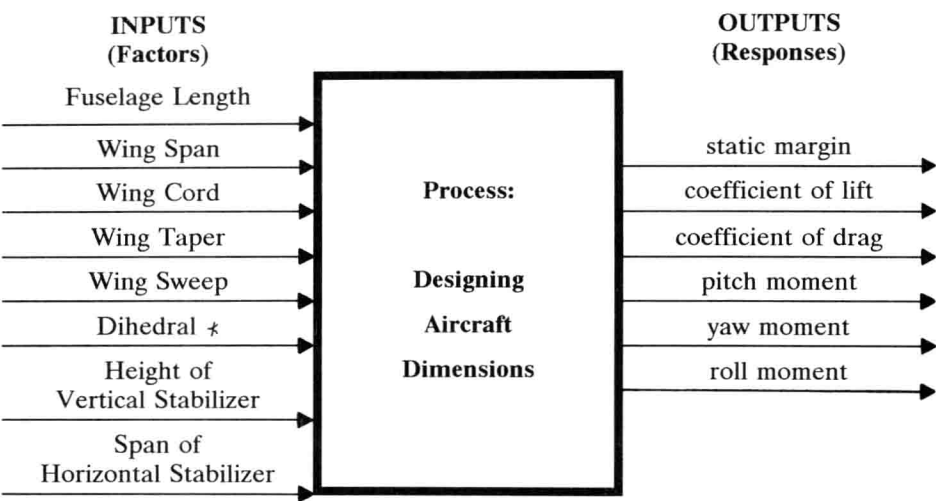 INPUTS
(Factors)
Fuselage Length
Wing Span
Wing Cord
Wing Taper
Wing Sweep
Dihedral ∡
Height of
Vertical Stabilizer
Span of
Horizontal Stabilizer
Process:
Designing
Aircraft
Dimensions
OUTPUTS
(Responses)
static margin
coefficient of lift
coefficient of drag
pitch moment
yaw moment
roll moment